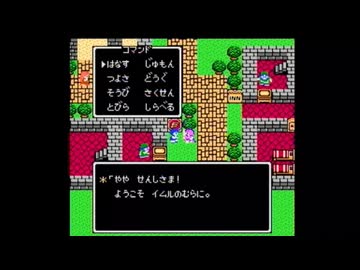 コマンド
▶はなす じゅもん
つよさ どうぐ
そうび さくせん
とびら しらべる
INN
*「やや せんしさま!
ようこそ イムルのむらに。